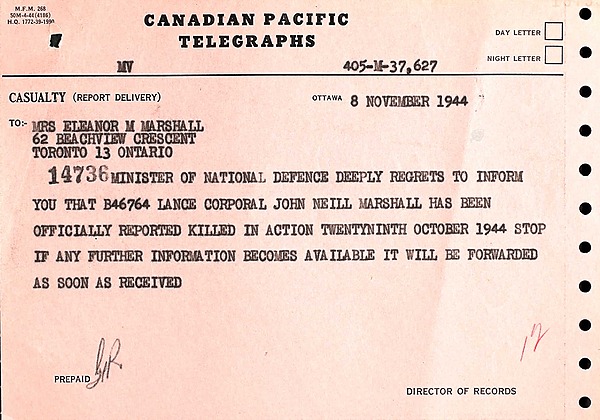 M.F.M. 268
50M-4-44 (4186)
H.Q. 1772-39-1990
CANADIAN PACIFIC
TELEGRAPHS
DAY LETTER
NIGHT LETTER
MV 405-M-37,627
CASUALTY (REPORT DELIVERY) OTTAWA 8 NOVEMBER 1944
TO:- MRS ELEANOR M MARSHALL
62 BEACHVIEW CRESCENT
TORONTO 13 ONTARIO
14736 MINISTER OF NATIONAL DEFENCE DEEPLY REGRETS TO INFORM
YOU THAT B46764 LANCE CORPORAL JOHN NEILL MARSHALL HAS BEEN
OFFICIALLY REPORTED KILLED IN ACTION TWENTYNINTH OCTOBER 1944 STOP
IF ANY FURTHER INFORMATION BECOMES AVAILABLE IT WILL BE FORWARDED
AS SOON AS RECEIVED
PREPAID
DIRECTOR OF RECORDS